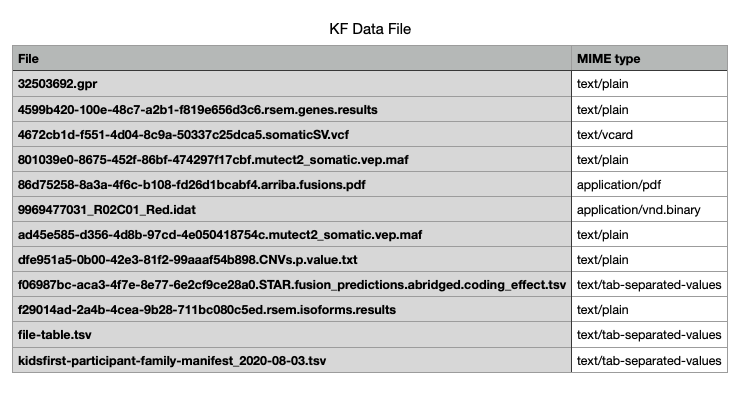 KF Data File
File MIME type
32503692.gpr text/plain
4599b420-100e-48c7-a2b1-f819e656d3c6.rsem.genes.results text/plain
4672cb1d-f551-4d04-8c9a-50337c25dca5.somaticSV.vcf text/vcard
801039e0-8675-452f-86bf-474297f17cbf.mutect2_somatic.vep.maf text/plain
86d75258-8a3a-4f6c-b108-fd26d1bcabf4.arriba.fusions.pdf application/pdf
9969477031_R02C01_Red.idat application/vnd.binary
ad45e585-d356-4d8b-97cd-4e050418754c.mutect2_somatic.vep.maf text/plain
dfe951a5-0b00-42e3-81f2-99aaaf54b898.CNVs.p.value.txt text/plain
f06987bc-aca3-4f7e-8e77-6e2cf9ce28a0.STAR.fusion_predictions.abridged.coding_effect.tsv text/tab-separated-values
f29014ad-2a4b-4cea-9b28-711bc080c5ed.rsem.isoforms.results text/plain
file-table.tsv text/tab-separated-values
kidsfirst-participant-family-manifest_2020-08-03.tsv text/tab-separated-values